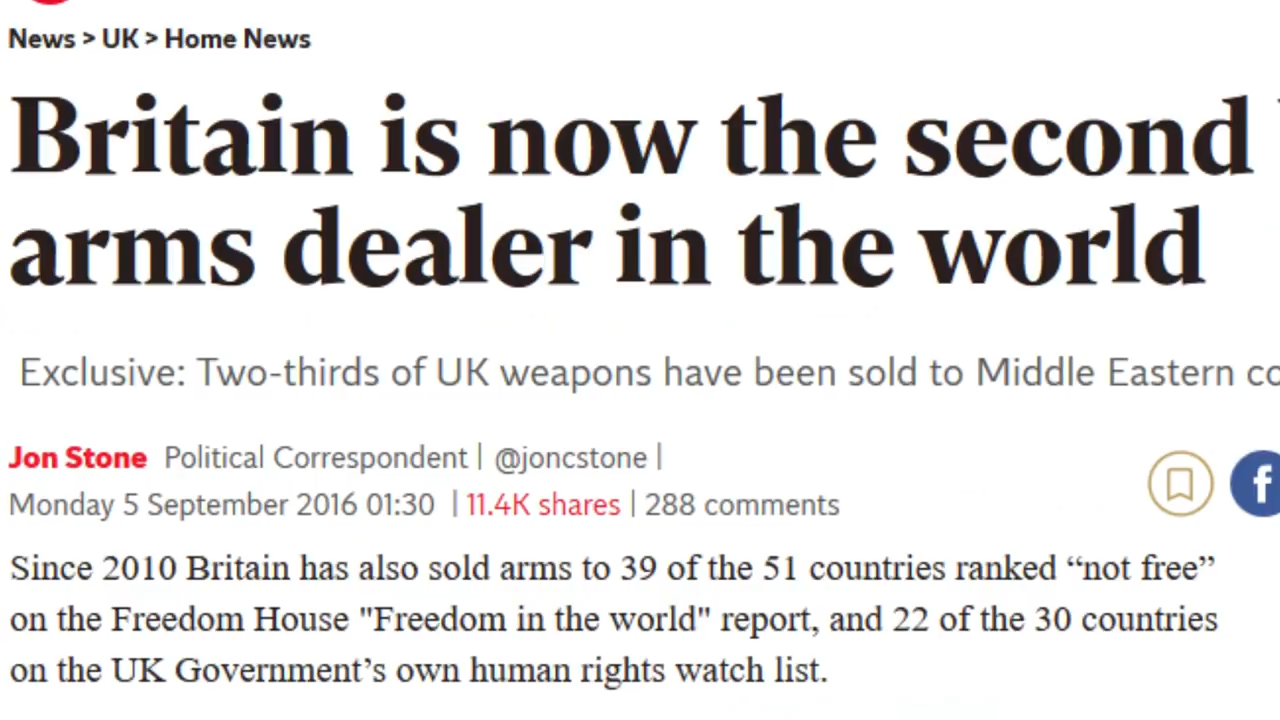 News > UK > Home News
Britain is now the second
arms dealer in the world
Exclusive: Two-thirds of UK weapons have been sold to Middle Eastern co
Jon Stone Political Correspondent | @joncstone |
Monday 5 September 2016 01:30 | 11.4K shares | 288 comments
f
Since 2010 Britain has also sold arms to 39 of the 51 countries ranked “not free”
on the Freedom House "Freedom in the world" report, and 22 of the 30 countries
on the UK Government’s own human rights watch list.